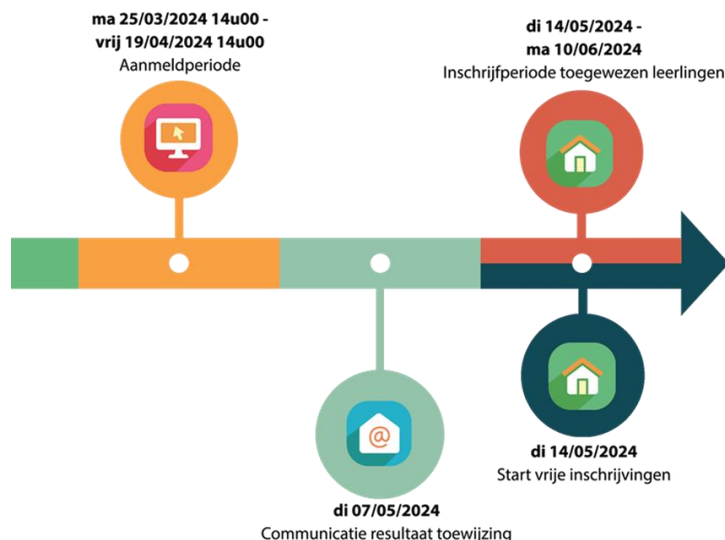 ma 25/03/2024 14u00 -
vrij 19/04/2024 14u00
Aanmeldperiode
di 14/05/2024 -
ma 10/06/2024
Inschrijfperiode toegewezen leerlingen
@
di 07/05/2024
Communicatie resultaat toewijzing
di 14/05/2024
Start vrije inschrijvingen